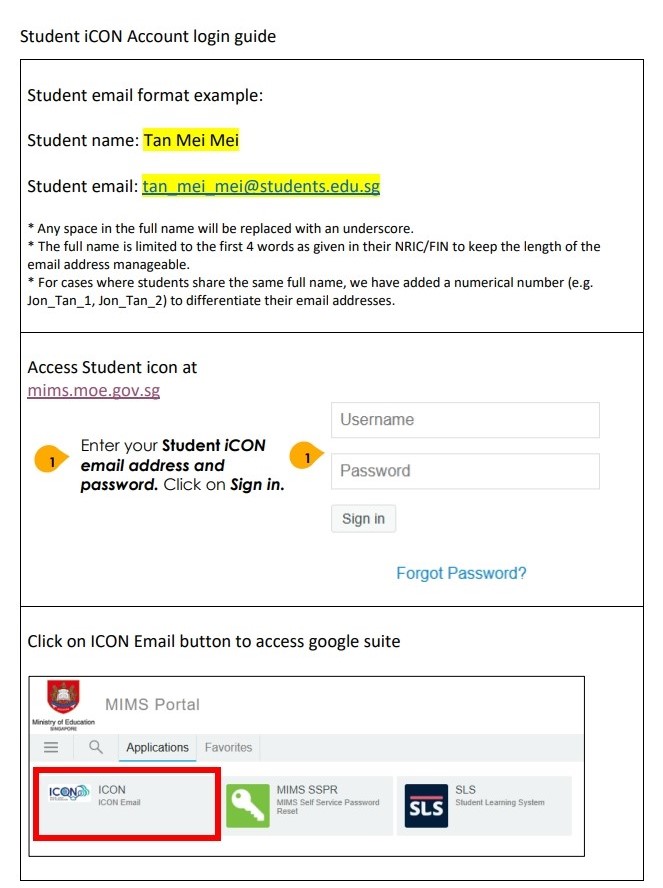 Student iCON Account login guide
Student email format example:
Student name: Tan Mei Mei
Student email: tan_mei_mei@students.edu.sg
* Any space in the full name will be replaced with an underscore.
* The full name is limited to the first 4 words as given in their NRIC/FIN to keep the length of the
email address manageable.
* For cases where students share the same full name, we have added a numerical number (e.g.
Jon_Tan_1, Jon_Tan_2) to differentiate their email addresses.
Access Student icon at
mims.moe.gov.sg
1
Enter your Student iCON
email address and
password. Click on Sign in.
1
Username
Password
Sign in
Forgot Password?
Click on ICON Email button to access google suite
Ministry of Education
SINGAPORE
MIMS Portal
Applications
Favorites
ICON
ICON
ICON Email
MIMS SSPR
MIMS Self Service Password
Reset
SLS
SLS
Student Learning System